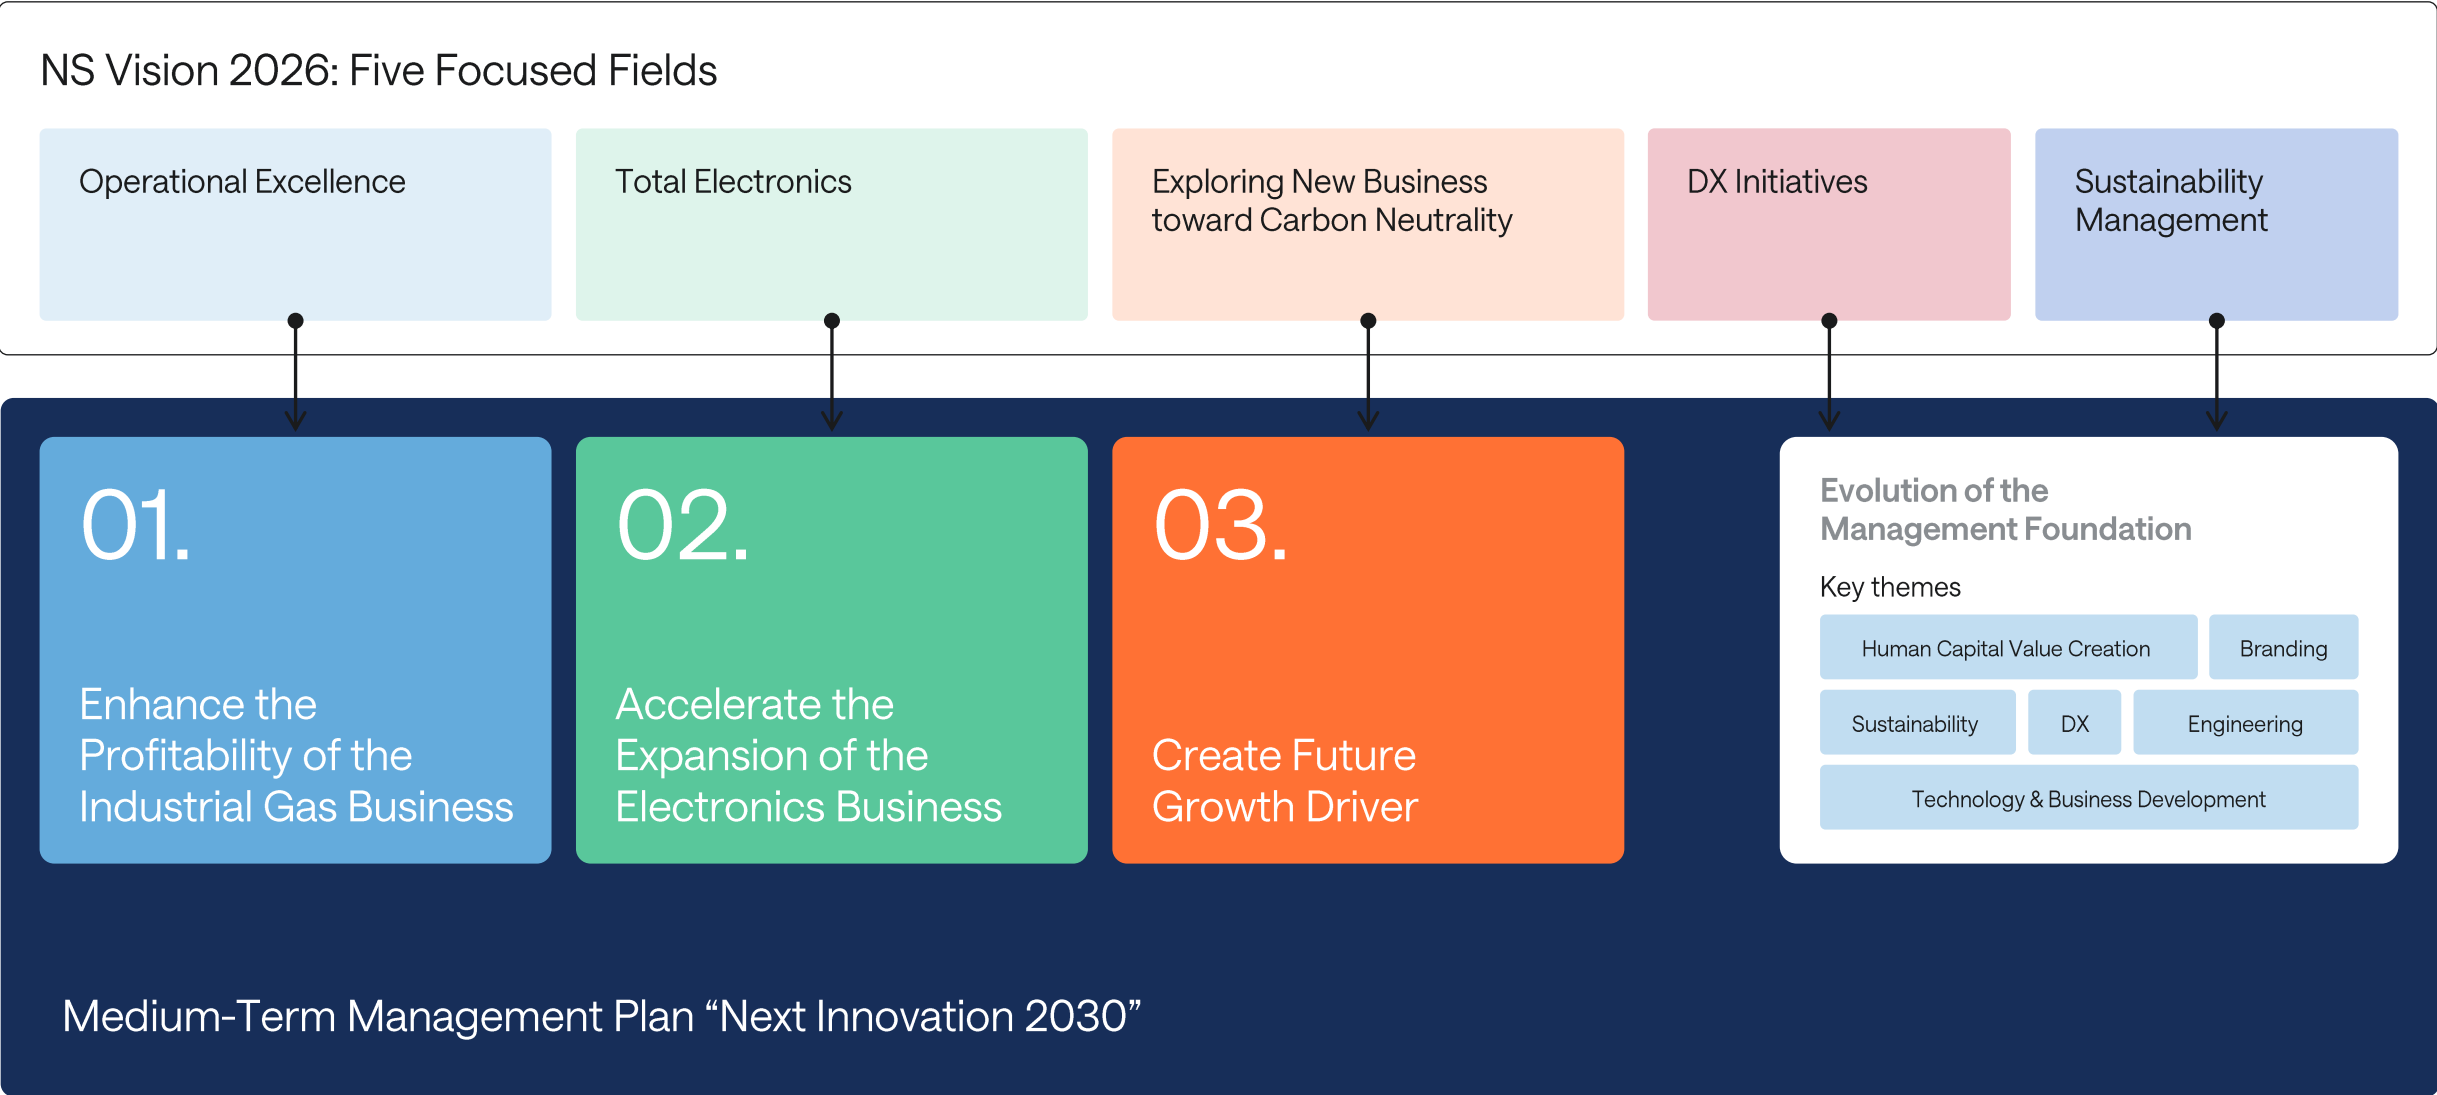 NS Vision 2026: Five Focused Fields
Operational Excellence
Total Electronics
Exploring New Business
toward Carbon Neutrality
DX Initiatives
Sustainability
Management
01.
Enhance the
Profitability of the
Industrial Gas Business
02.
Accelerate the
Expansion of the
Electronics Business
03.
Create Future
Growth Driver
Evolution of the
Management Foundation
Key themes
Human Capital Value Creation
Branding
Sustainability
DX
Engineering
Technology & Business Development
Medium-Term Management Plan “Next Innovation 2030”